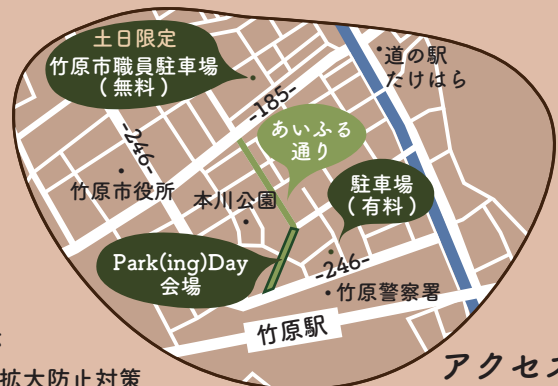 土日限定
竹原市職員駐車場
(無料)
道の駅
たけはら
-185-
あいふる
通り
-246-
竹原市役所
本川公園
駐車場
(有料)
Park(ing)Day
会場
-246-
竹原警察署
竹原駅
拡大防止対策
アクセス